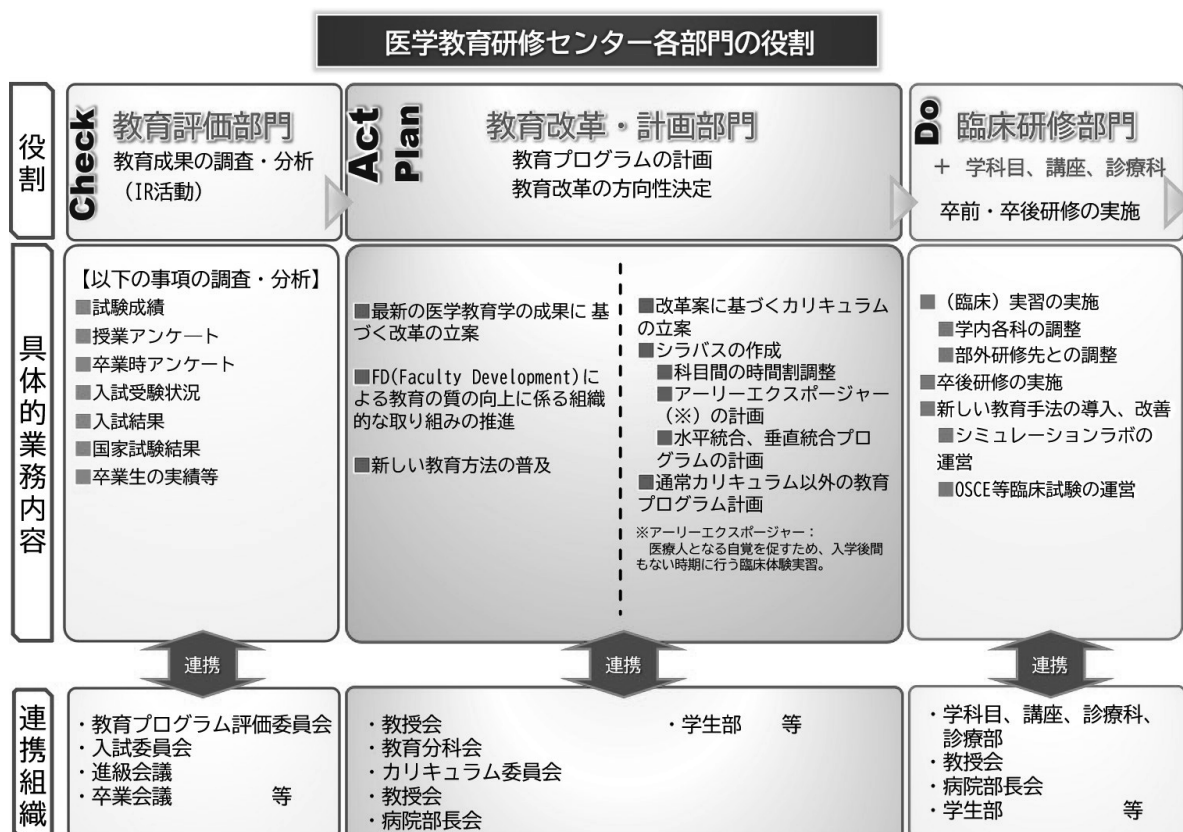 医学教育研修センター各部門の役割
役割
Check
教育評価部門
教育成果の調査・分析
（IR活動）
Act
Plan
教育改革・計画部門
教育プログラムの計画
教育改革の方向性決定
Do
臨床研修部門
＋ 学科目、講座、診療科
卒前・卒後研修の実施
具体的業務内容
【以下の事項の調査・分析】
■試験成績
■授業アンケート
■卒業時アンケート
■入試受験状況
■入試結果
■国家試験結果
■卒業生の実績等
■最新の医学教育学の成果に 基
づく改革の立案
■FD(Faculty Development)に
よる教育の質の向上に係る組織
的な取り組みの推進
■新しい教育方法の普及
■改革案に基づくカリキュラム
の立案
■シラバスの作成
■科目間の時間割調整
■アーリーエクスポージャー
（※）の計画
■水平統合、垂直統合プロ
グラムの計画
■通常カリキュラム以外の教育
プログラム計画
※アーリーエクスポージャー：
医療人となる自覚を促すため、入学後間
もない時期に行う臨床体験実習。
■（臨床）実習の実施
■学内各科の調整
■部外研修先との調整
■卒後研修の実施
■新しい教育手法の導入、改善
■シミュレーションラボの
運営
■OSCE等臨床試験の運営
連携
連携
連携
連携組織
・教育プログラム評価委員会
・入試委員会
・進級会議
・卒業会議 等
・教授会
・教育分科会
・カリキュラム委員会
・教授会
・病院部長会
・学生部 等
・学科目、講座、診療科、
診療部
・教授会
・病院部長会
・学生部 等